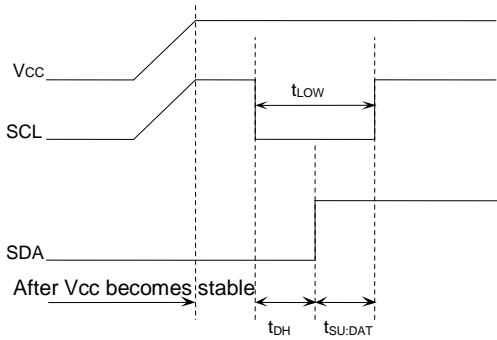 Vcc
tLOW
SCL
SDA
After Vcc becomes stable
tDH
tSU:DAT